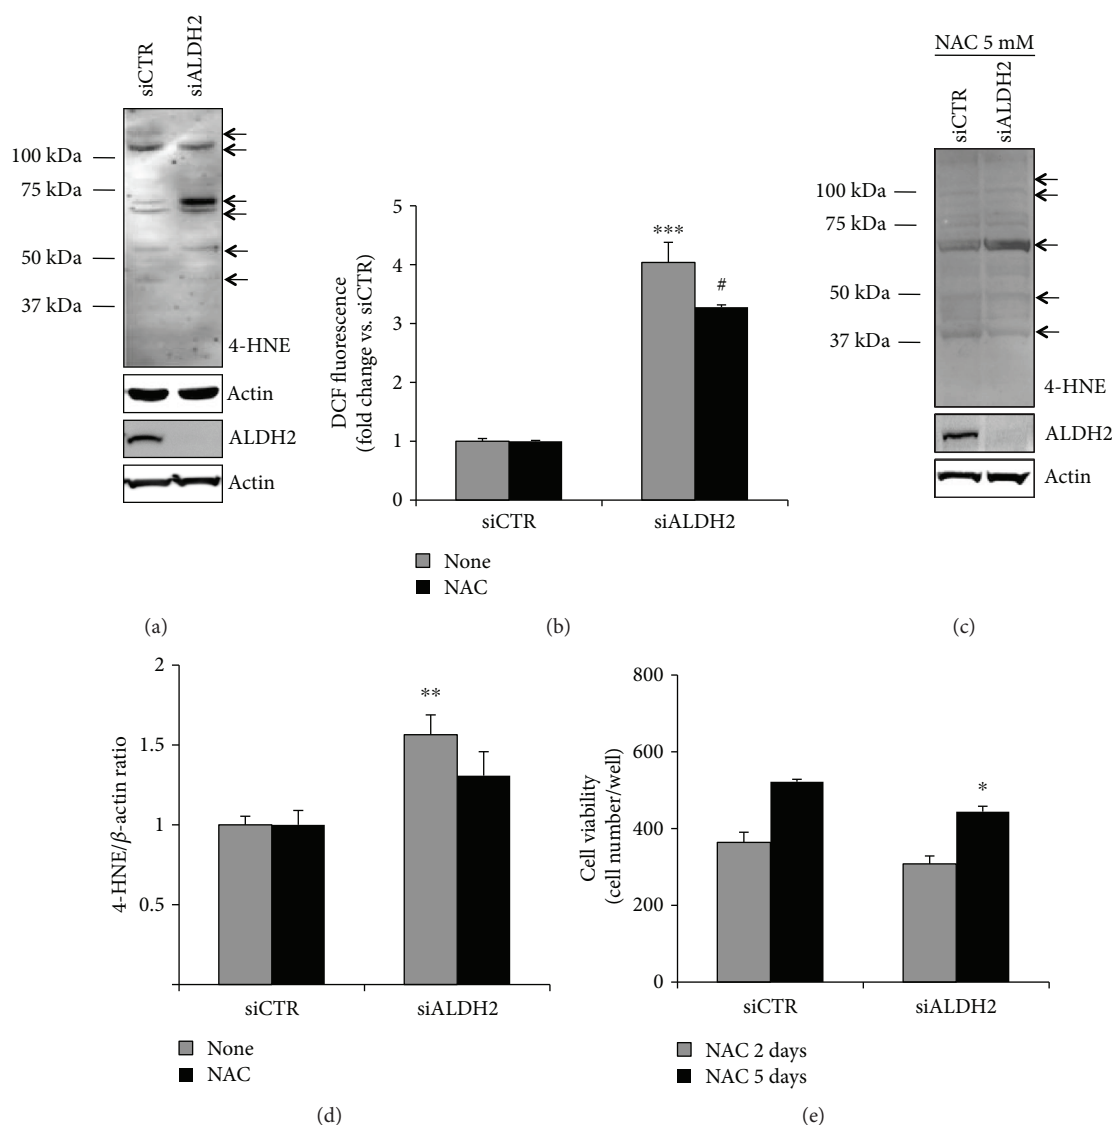 (a)
siCTR
siALDH2
100 kDa
75 kDa
50 kDa
37 kDa
4-HNE
Actin
ALDH2
Actin
5
4
3
2
1
0
DCF fluorescence
(fold change vs. siCTR)
***
#
siCTR
siALDH2
None
NAC
(b)
(c)
NAC 5 mM
siCTR
siALDH2
100 kDa
75 kDa
50 kDa
37 kDa
4-HNE
ALDH2
Actin
2
1.5
1
0.5
4-HNE/β-actin ratio
**
siCTR
siALDH2
None
NAC
(d)
800
600
400
200
0
Cell viability
(cell number/well)
*
siCTR
siALDH2
NAC 2 days
NAC 5 days
(e)